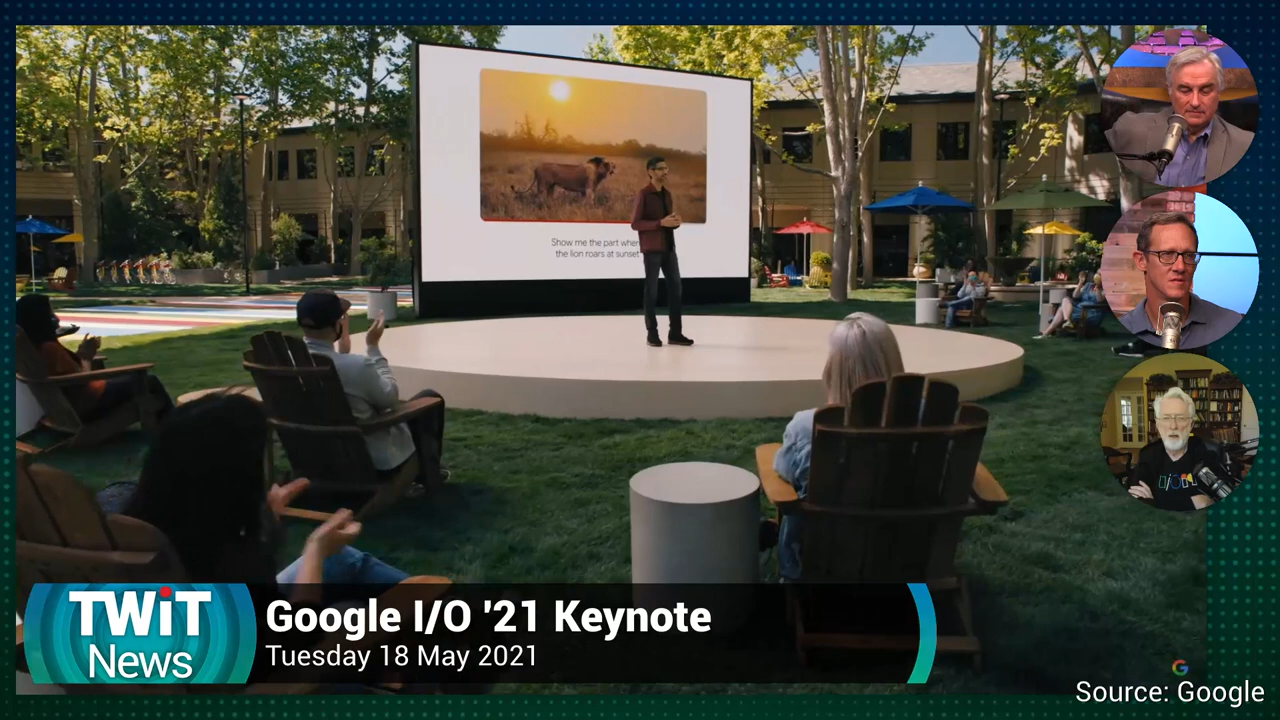 Show me the part when
the lion roars at sunset.
TWiT
News
Google I/O '21 Keynote
Tuesday 18 May 2021
G
Source: Google